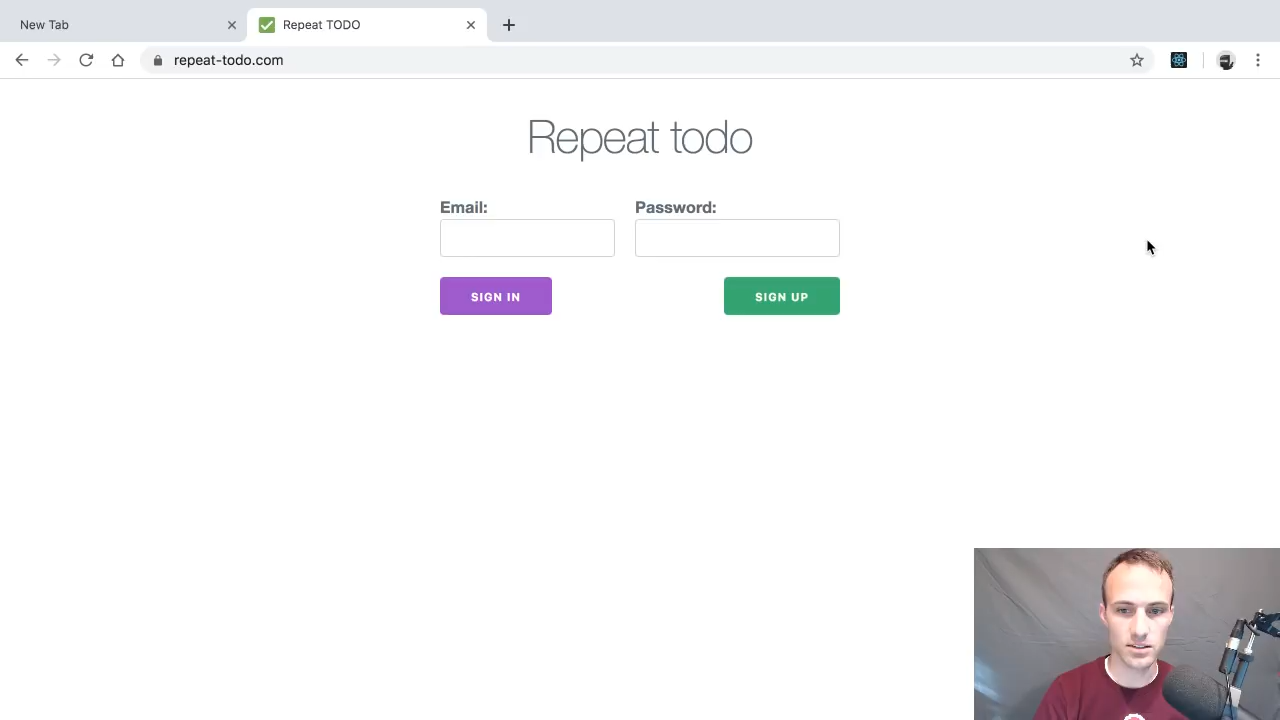 New Tab
Repeat TODO
repeat-todo.com
Repeat todo
Email: Password:
SIGN IN SIGN UP